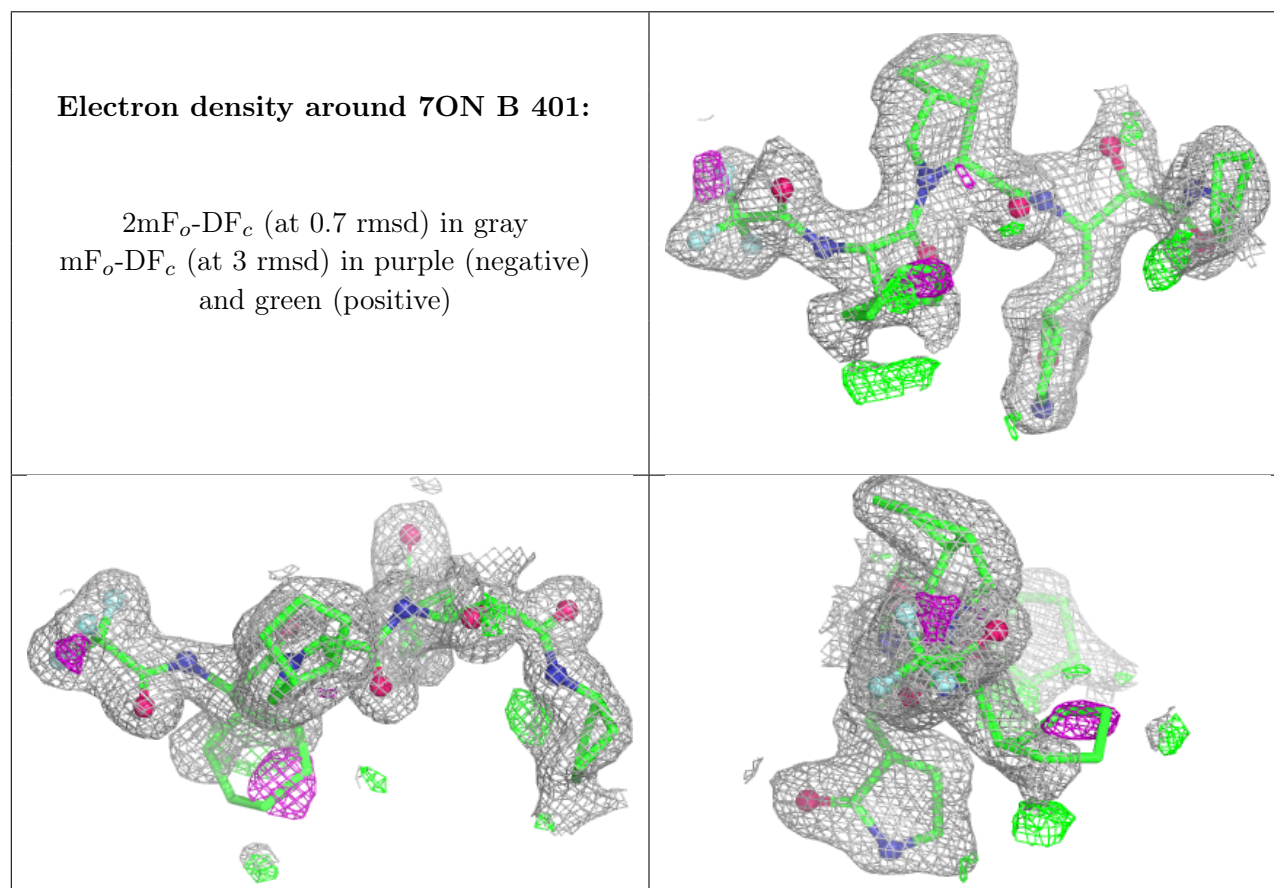 Electron density around 7ON B 401:
2mFo-DFc (at 0.7 rmsd) in gray
mFo-DFc (at 3 rmsd) in purple (negative)
and green (positive)